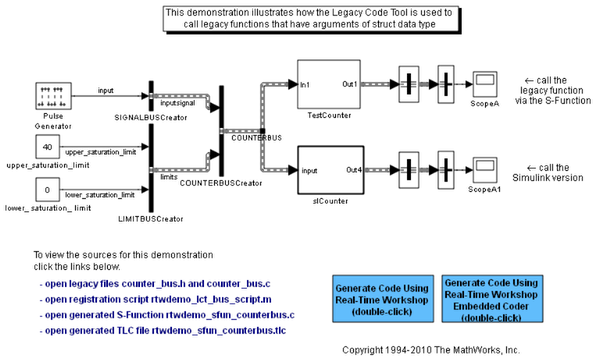 This demonstration illustrates how the Legacy Code Tool is used to
call legacy functions that have arguments of struct data type
input
Pulse
Generator
SIGNALBUSCreator
inputsignal
In1
Out1
TestCounter
ScopeA
← call the
legacy function
via the S-Function
40
upper_saturation_limit
upper_saturation_limit
COUNTERBUS
limits
COUNTERBUSCreator
0
lower_saturation_limit
lower_saturation_ limit
LIMITBUSCreator
input
Out4
slCounter
ScopeA1
← call the
Simulink version
To view the sources for this demonstration
click the links below.
- open legacy files counter_bus.h and counter_bus.c
- open registration script rtwdemo_lct_bus_script.m
- open generated S-Function rtwdemo_sfun_counterbus.c
- open generated TLC file rtwdemo_sfun_counterbus.tlc
Generate Code Using
Real-Time Workshop
(double-click)
Generate Code Using
Real-Time Workshop
Embedded Coder
(double-click)
Copyright 1994-2010 The MathWorks, Inc.